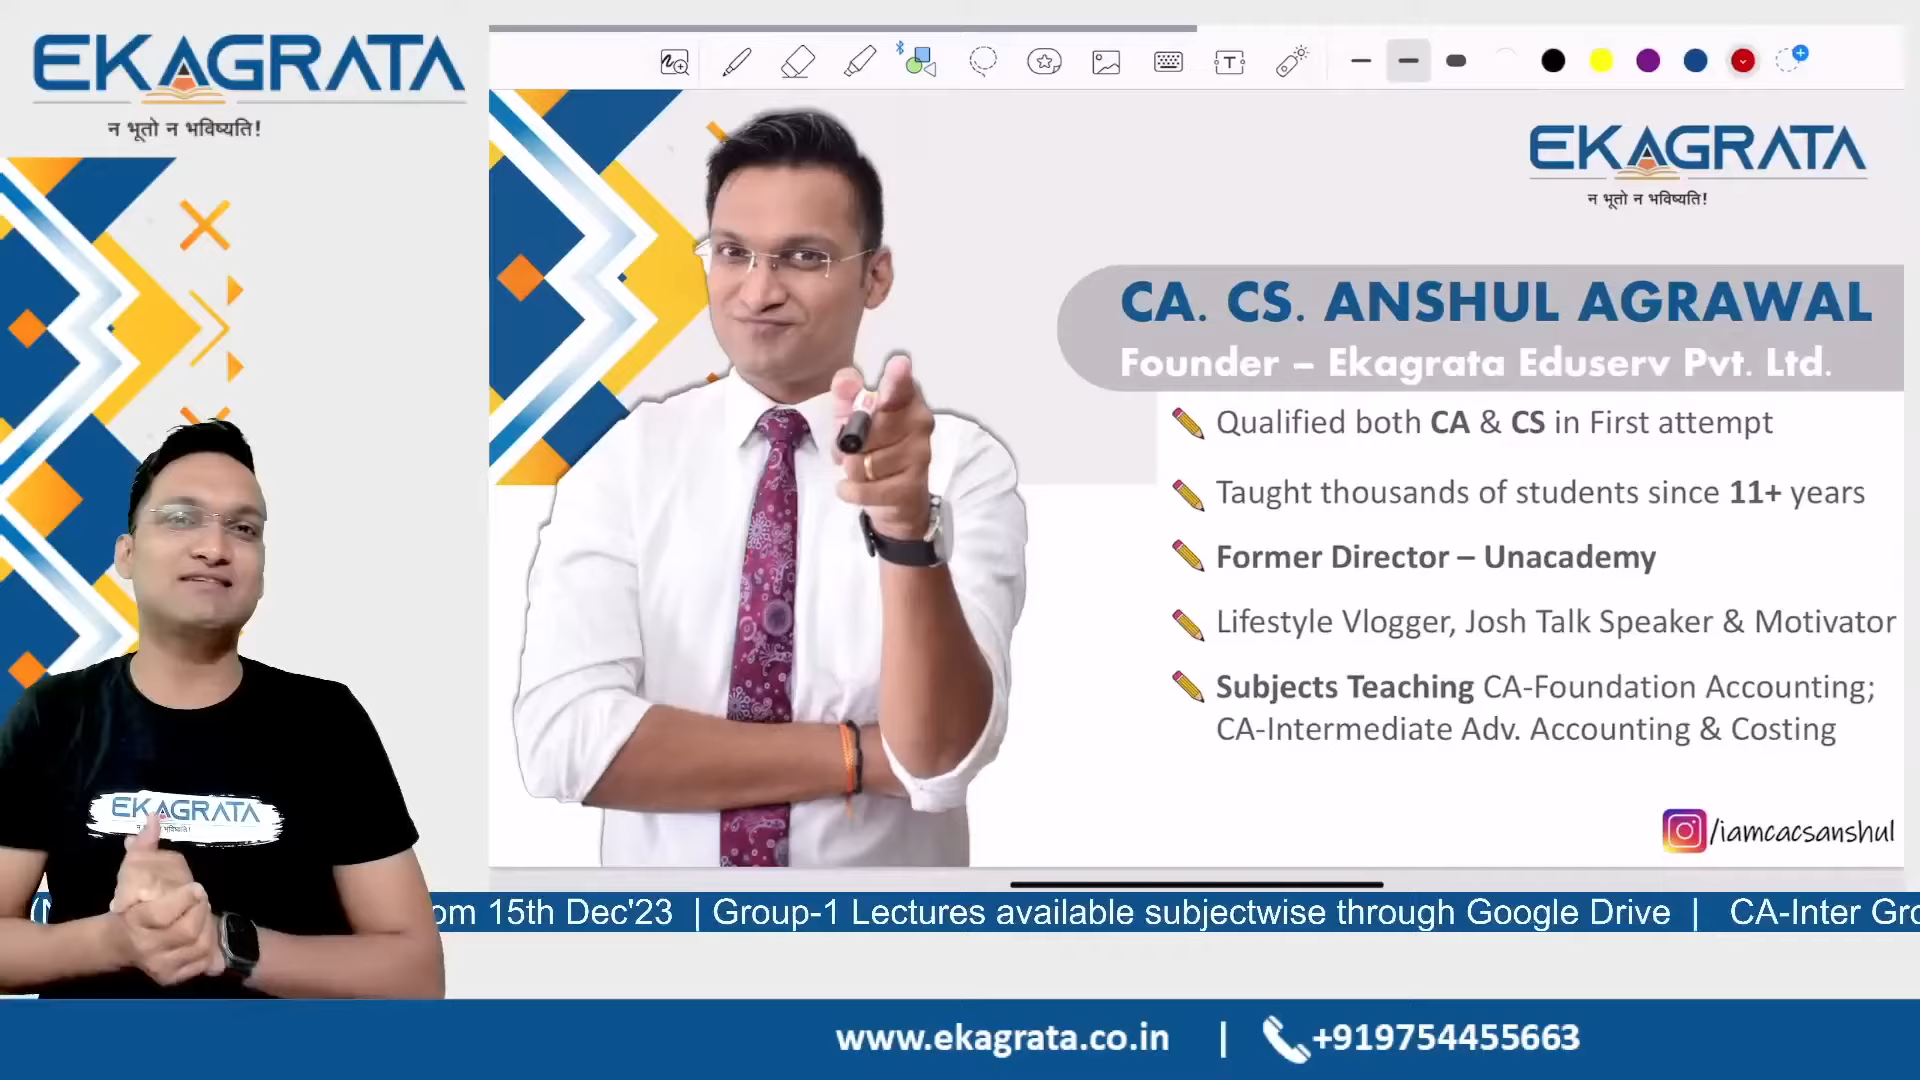 EKAGRATA
न भूतो न भविष्यति!
T
EKAGRATA
न भूतो न भविष्यति!
CA. CS. ANSHUL AGRAWAL
Founder – Ekagrata Eduserv Pvt. Ltd.
Qualified both CA & CS in First attempt
Taught thousands of students since 11+ years
Former Director – Unacademy
Lifestyle Vlogger, Josh Talk Speaker & Motivator
Subjects Teaching CA-Foundation Accounting;
CA-Intermediate Adv. Accounting & Costing
/iamcacsanshul
EKAGRATA
om 15th Dec'23 | Group-1 Lectures available subjectwise through Google Drive | CA-Inter Gro
www.ekagrata.co.in | +919754455663